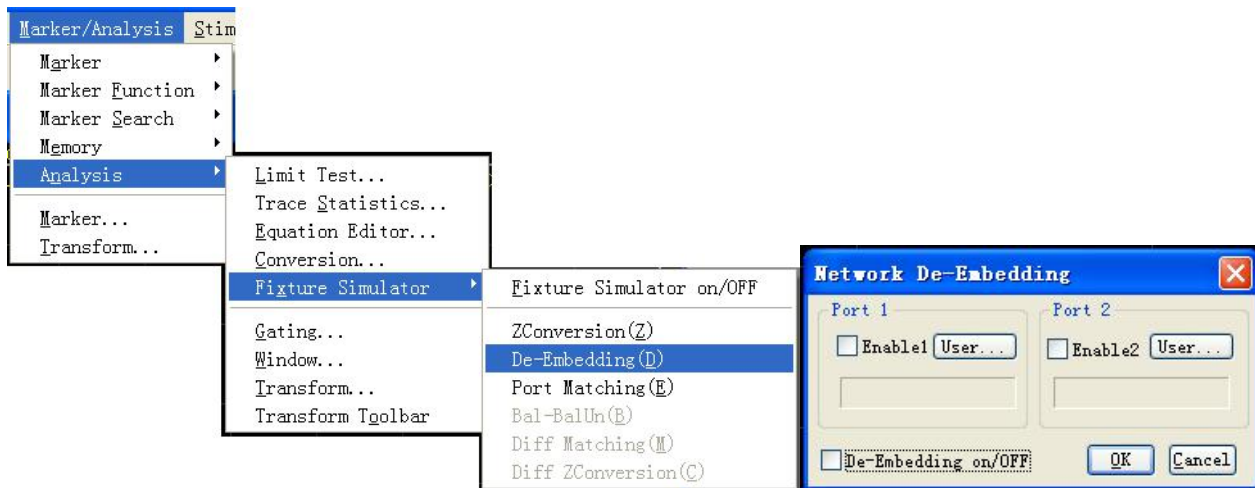 Marker/Analysis Stim
Marker
Marker Function
Marker Search
Memory
Analysis
Marker...
Transform...
Limit Test...
Trace Statistics...
Equation Editor...
Conversion...
Fixture Simulator
Gating...
Window...
Transform...
Transform Toolbar
Fixture Simulator on/OFF
ZConversion(Z)
De-Embedding(D)
Port Matching(E)
Bal-BalUn(B)
Diff Matching(M)
Diff ZConversion(C)
Network De-Embedding
Port 1
Enable1 User...
Port 2
Enable2 User...
De-Embedding on/OFF OK Cancel